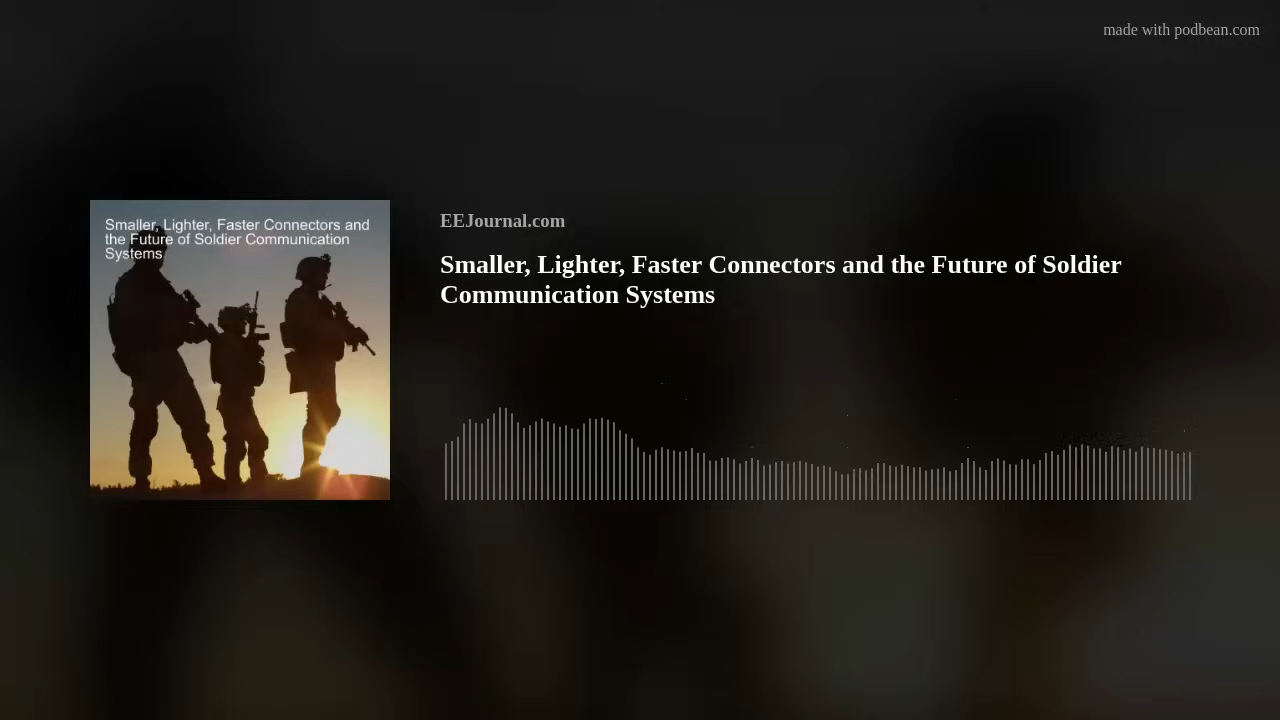 made with podbean.com
Smaller, Lighter, Faster Connectors and
the Future of Soldier Communication
Systems
EEJournal.com
Smaller, Lighter, Faster Connectors and the Future of Soldier
Communication Systems